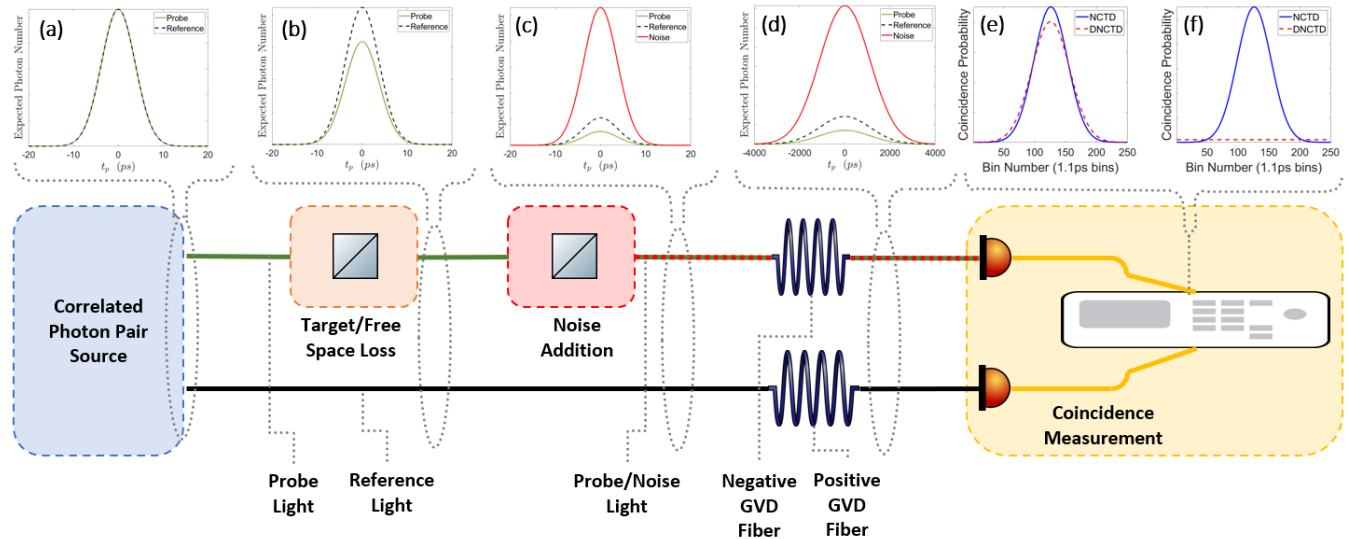 (a)
Probe
Reference
Expected Photon Number
-20 -10 0 10 20
t_p (ps)
(b)
Probe
Reference
Expected Photon Number
-20 -10 0 10 20
t_p (ps)
(c)
Probe
Reference
Noise
Expected Photon Number
-20 -10 0 10 20
t_p (ps)
(d)
Probe
Reference
Noise
Expected Photon Number
-4000 -2000 0 2000 4000
t_p (ps)
(e)
NCTD
DNCTD
Coincidence Probability
50 100 150 200 250
Bin Number (1.1ps bins)
(f)
NCTD
DNCTD
Coincidence Probability
50 100 150 200 250
Bin Number (1.1ps bins)
Correlated
Photon Pair
Source
Target/Free
Space Loss
Noise
Addition
Coincidence
Measurement
Probe
Light
Reference
Light
Probe/Noise
Light
Negative
GVD
Fiber
Positive
GVD
Fiber